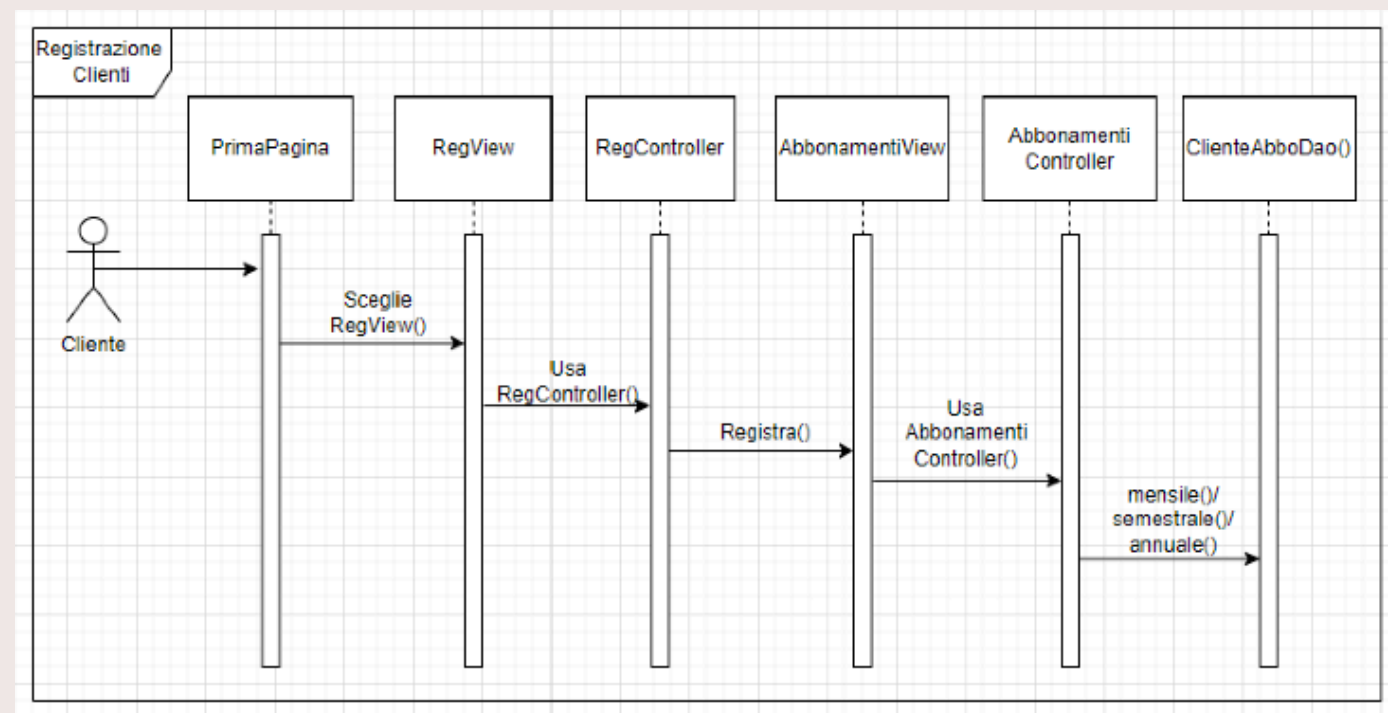 Registrazione
Clienti
PrimaPagina
RegView
RegController
AbbonamentiView
Abbonamenti
Controller
ClienteAbboDao()
Cliente
Sceglie
RegView()
Usa
RegController()
Registra()
Usa
Abbonamenti
Controller()
mensile()/
semestrale()/
annuale()